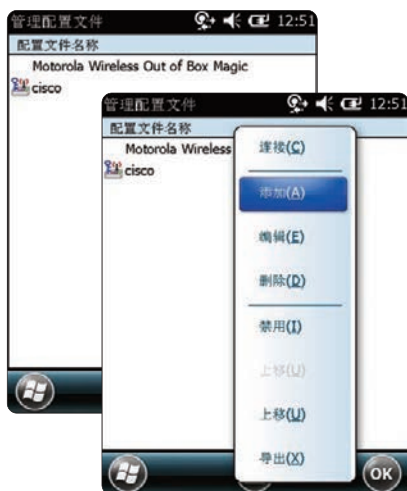 管理配置文件 12:51
配置文件名称
Motorola Wireless Out of Box Magic
cisco
管理配置文件 12:51
配置文件名称
Motorola Wireless
cisco
连接(C)
添加(A)
编辑(E)
删除(D)
禁用(I)
上移(U)
上移(U)
导出(X)
OK